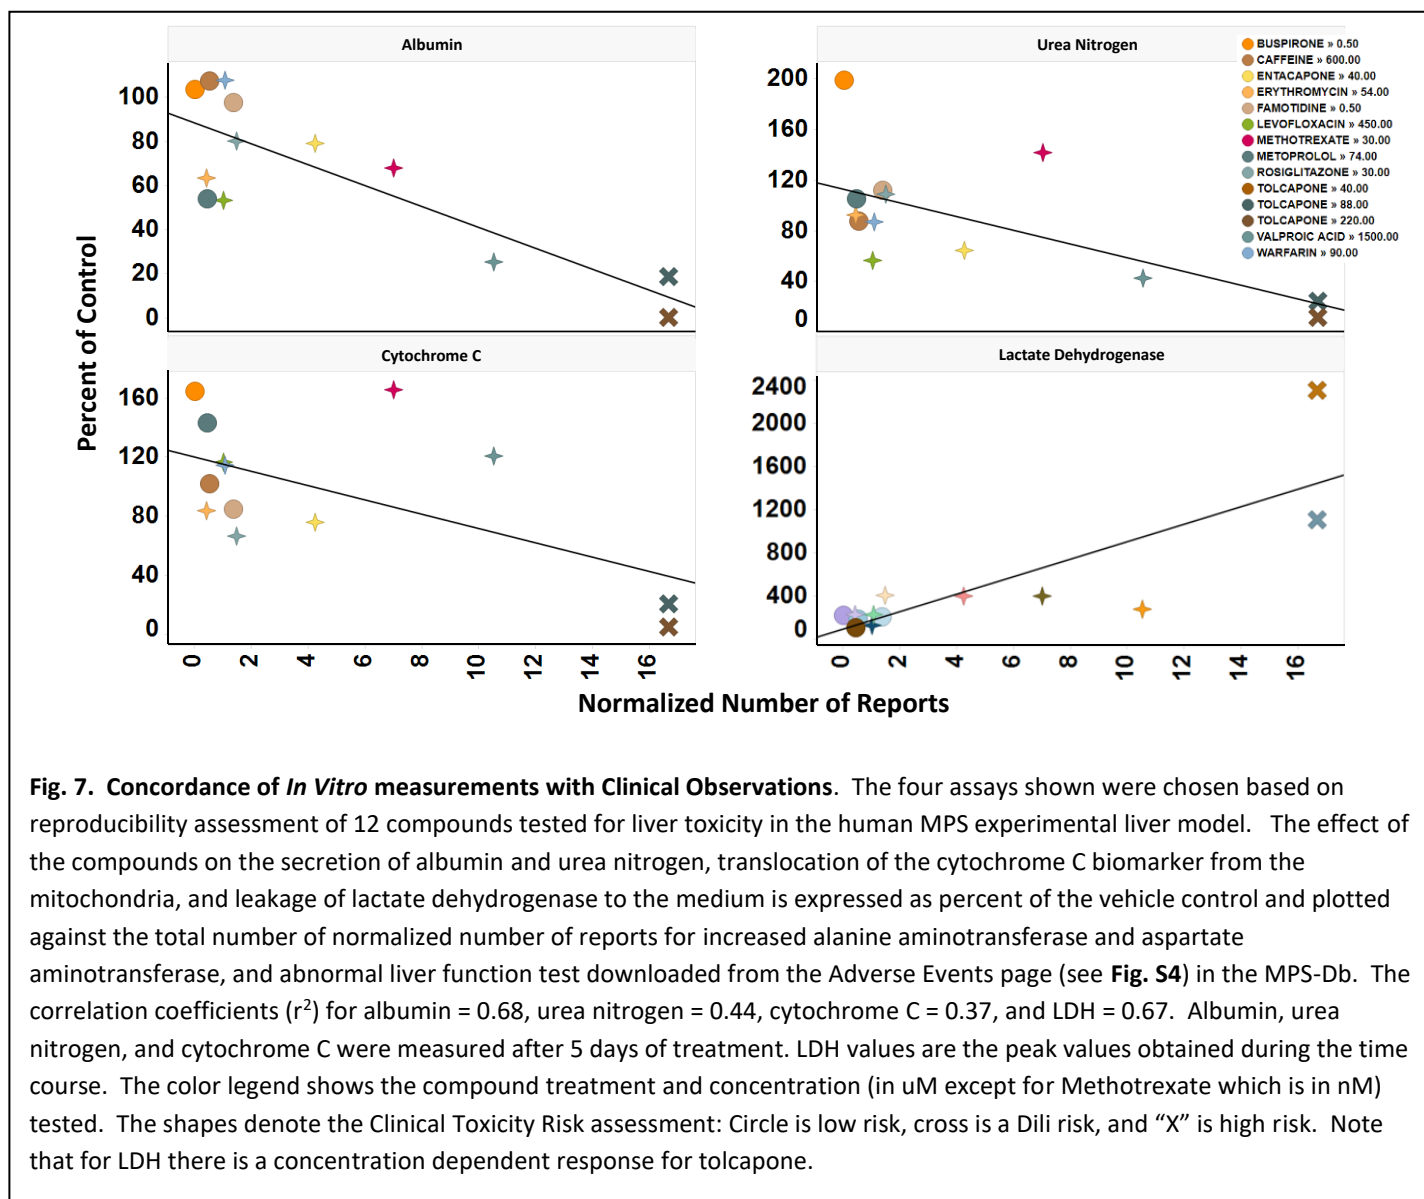 Albumin
Urea Nitrogen
BUSPIRONE » 0.50
CAFFEINE » 600.00
ENTACAPONE » 40.00
ERYTHROMYCIN » 54.00
FAMOTIDINE » 0.50
LEVOFLOXACIN » 450.00
METHOTREXATE » 30.00
METOPROLOL » 74.00
ROSIGLITAZONE » 30.00
TOLCAPONE » 40.00
TOLCAPONE » 88.00
TOLCAPONE » 220.00
VALPROIC ACID » 1500.00
WARFARIN » 90.00
100
80
60
40
20
0
200
160
120
80
40
0
Percent of Control
Cytochrome C
Lactate Dehydrogenase
160
120
80
40
0
2400
2000
1600
1200
800
400
0
0 2 4 6 8 10 12 14 16
0 2 4 6 8 10 12 14 16
Normalized Number of Reports
Fig. 7. Concordance of In Vitro measurements with Clinical Observations. The four assays shown were chosen based on
reproducibility assessment of 12 compounds tested for liver toxicity in the human MPS experimental liver model. The effect of
the compounds on the secretion of albumin and urea nitrogen, translocation of the cytochrome C biomarker from the
mitochondria, and leakage of lactate dehydrogenase to the medium is expressed as percent of the vehicle control and plotted
against the total number of normalized number of reports for increased alanine aminotransferase and aspartate
aminotransferase, and abnormal liver function test downloaded from the Adverse Events page (see Fig. S4) in the MPS-Db. The
correlation coefficients (r²) for albumin = 0.68, urea nitrogen = 0.44, cytochrome C = 0.37, and LDH = 0.67. Albumin, urea
nitrogen, and cytochrome C were measured after 5 days of treatment. LDH values are the peak values obtained during the time
course. The color legend shows the compound treatment and concentration (in uM except for Methotrexate which is in nM)
tested. The shapes denote the Clinical Toxicity Risk assessment: Circle is low risk, cross is a Dili risk, and “X” is high risk. Note
that for LDH there is a concentration dependent response for tolcapone.